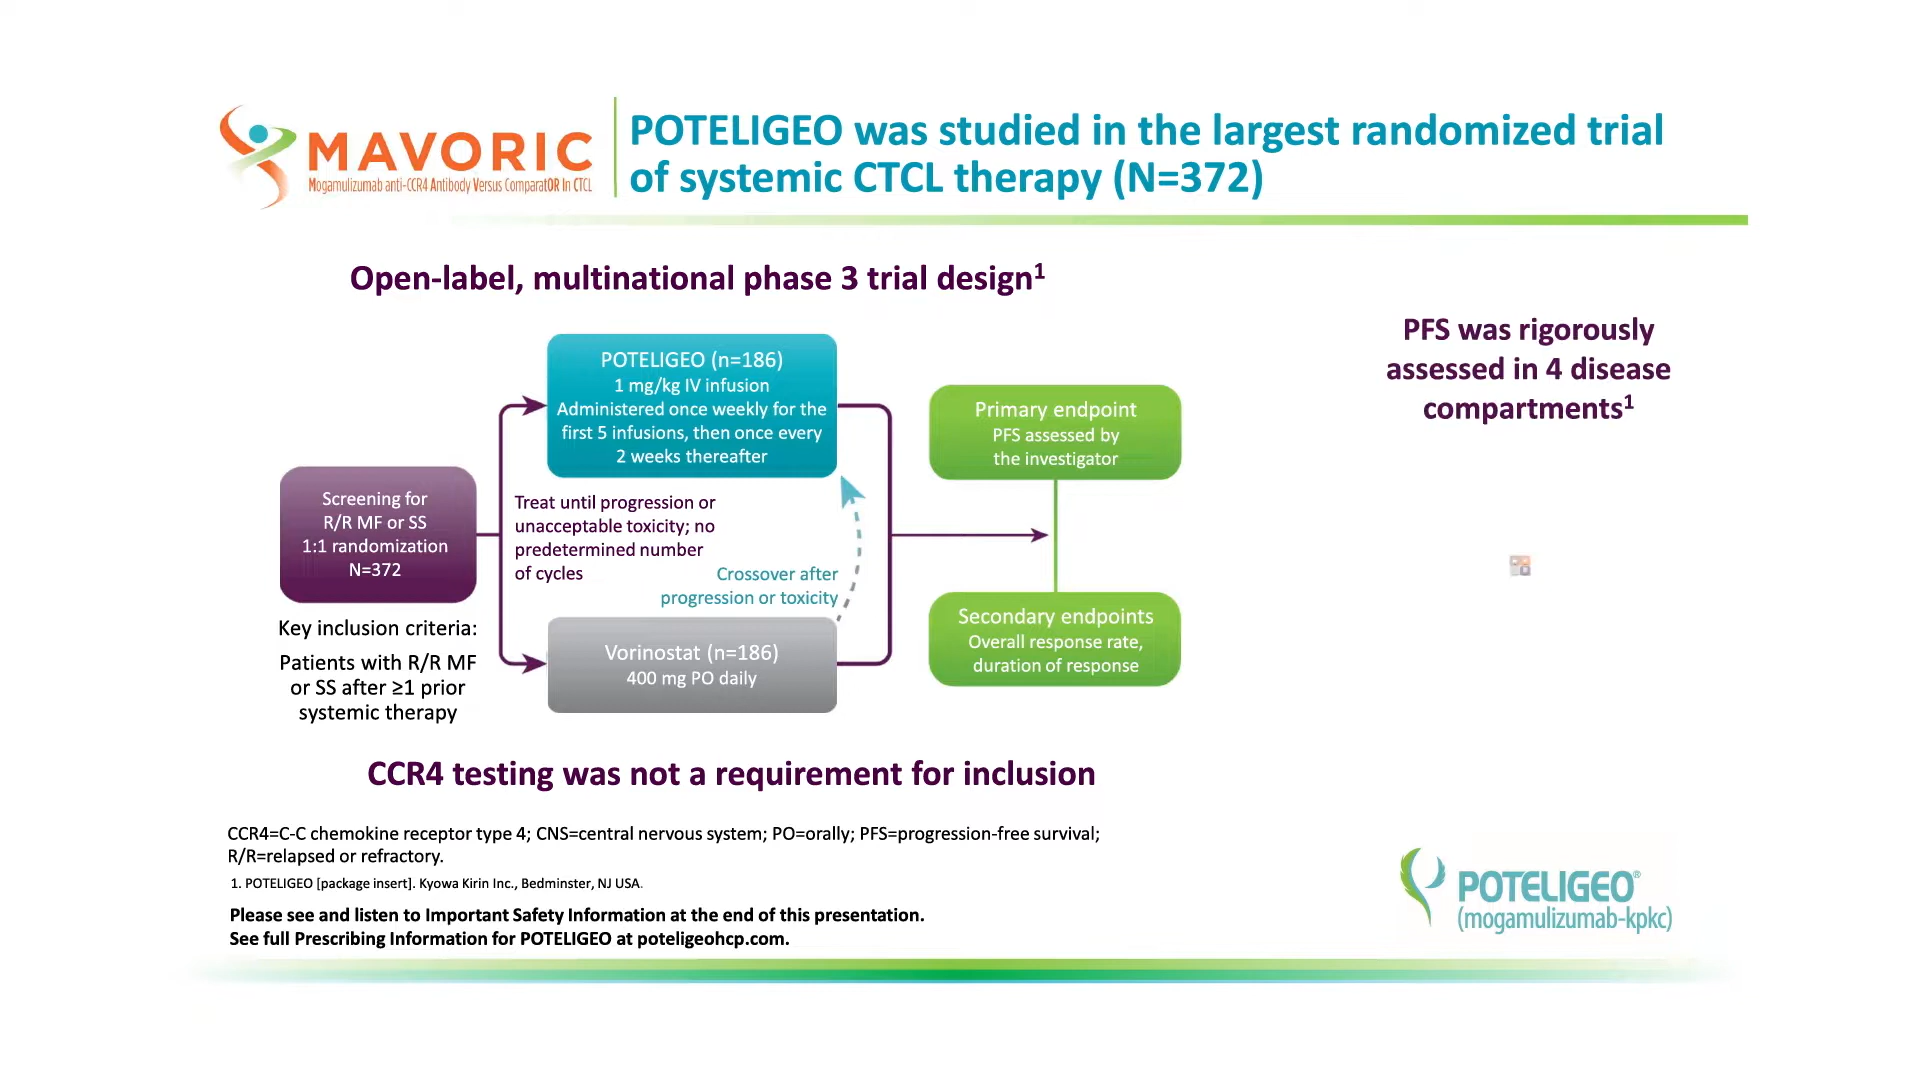 MAVORIC
Mogamulizumab anti-CCR4 Antibody Versus ComparatOR In CTCL
POTELIGEO was studied in the largest randomized trial
of systemic CTCL therapy (N=372)
Open-label, multinational phase 3 trial design¹
PFS was rigorously
assessed in 4 disease
compartments¹
Screening for
R/R MF or SS
1:1 randomization
N=372
Key inclusion criteria:
Patients with R/R MF
or SS after ≥1 prior
systemic therapy
POTELIGEO (n=186)
1 mg/kg IV infusion
Administered once weekly for the
first 5 infusions, then once every
2 weeks thereafter
Treat until progression or
unacceptable toxicity; no
predetermined number
of cycles
Crossover after
progression or toxicity
Vorinostat (n=186)
400 mg PO daily
Primary endpoint
PFS assessed by
the investigator
Secondary endpoints
Overall response rate,
duration of response
CCR4 testing was not a requirement for inclusion
CCR4=C-C chemokine receptor type 4; CNS=central nervous system; PO=orally; PFS=progression-free survival;
R/R=relapsed or refractory.
1. POTELIGEO [package insert]. Kyowa Kirin Inc., Bedminster, NJ USA.
Please see and listen to Important Safety Information at the end of this presentation.
See full Prescribing Information for POTELIGEO at poteligeohcp.com.
POTELIGEO®
(mogamulizumab-kpkc)